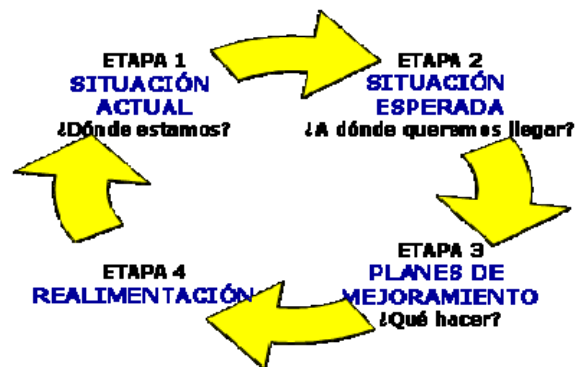 ETAPA 1
SITUACIÓN
ACTUAL
¿Dónde estamos?
ETAPA 2
SITUACIÓN
ESPERADA
¿A dónde queremos llegar?
ETAPA 3
PLANES DE
MEJORAMIENTO
¿Qué hacer?
ETAPA 4
REALIMENTACIÓN